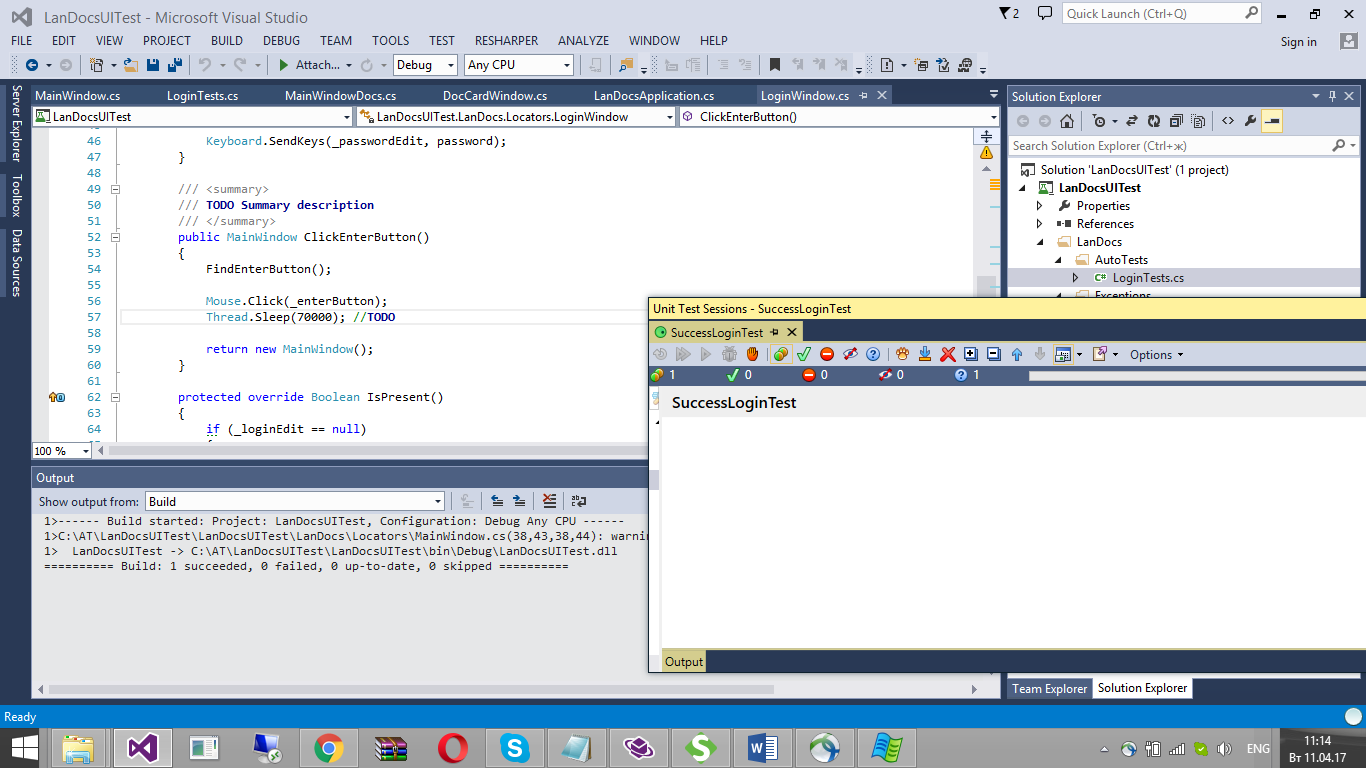 LanDocsUITest - Microsoft Visual Studio
2
Quick Launch (Ctrl+Q)
FILE EDIT VIEW PROJECT BUILD DEBUG TEAM TOOLS TEST RESHARPER ANALYZE WINDOW HELP
Sign in
Attach... Debug Any CPU
Server Explorer
Toolbox
Data Sources
MainWindow.cs LoginTests.cs MainWindowDocs.cs DocCardWindow.cs LanDocsApplication.cs LoginWindow.cs
LanDocsUITest LanDocsUITest.LanDocs.Locators.LoginWindow ClickEnterButton()
46 Keyboard.SendKeys(_passwordEdit, password);
47 }
48
49 /// <summary>
50 /// TODO Summary description
51 /// </summary>
52 public MainWindow ClickEnterButton()
53 {
54 FindEnterButton();
55
56 Mouse.Click(_enterButton);
57 Thread.Sleep(70000); //TODO
58
59 return new MainWindow();
60 }
61
62 protected override Boolean IsPresent()
63 {
64 if (_loginEdit == null)
100 %
Output
Show output from: Build
1>------ Build started: Project: LanDocsUITest, Configuration: Debug Any CPU ------
1>C:\AT\LanDocsUITest\LanDocsUITest\LanDocs\Locators\MainWindow.cs(38,43,38,44): warnin
1> LanDocsUITest -> C:\AT\LanDocsUITest\LanDocsUITest\bin\Debug\LanDocsUITest.dll
========== Build: 1 succeeded, 0 failed, 0 up-to-date, 0 skipped ==========
Solution Explorer
Search Solution Explorer (Ctrl+ж)
Solution 'LanDocsUITest' (1 project)
LanDocsUITest
Properties
References
LanDocs
AutoTests
C# LoginTests.cs
Exceptions
Unit Test Sessions - SuccessLoginTest
SuccessLoginTest
Options
1 0 0 0 1
SuccessLoginTest
Output
Team Explorer Solution Explorer
Ready
ENG
11:14
Вт 11.04.17